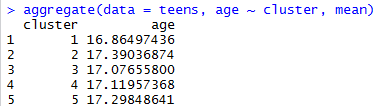 > aggregate(data = teens, age ~ cluster, mean)
cluster age
1 1 16.86497436
2 2 17.39036874
3 3 17.07655800
4 4 17.11957368
5 5 17.29848641